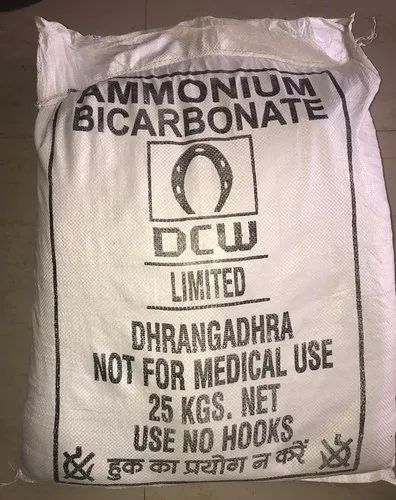 AMMONIUM
BICARBONATE
DCW
LIMITED
DHRANGADHRA
NOT FOR MEDICAL USE
25 KGS. NET
USE NO HOOKS
हुक का प्रयोग न करें